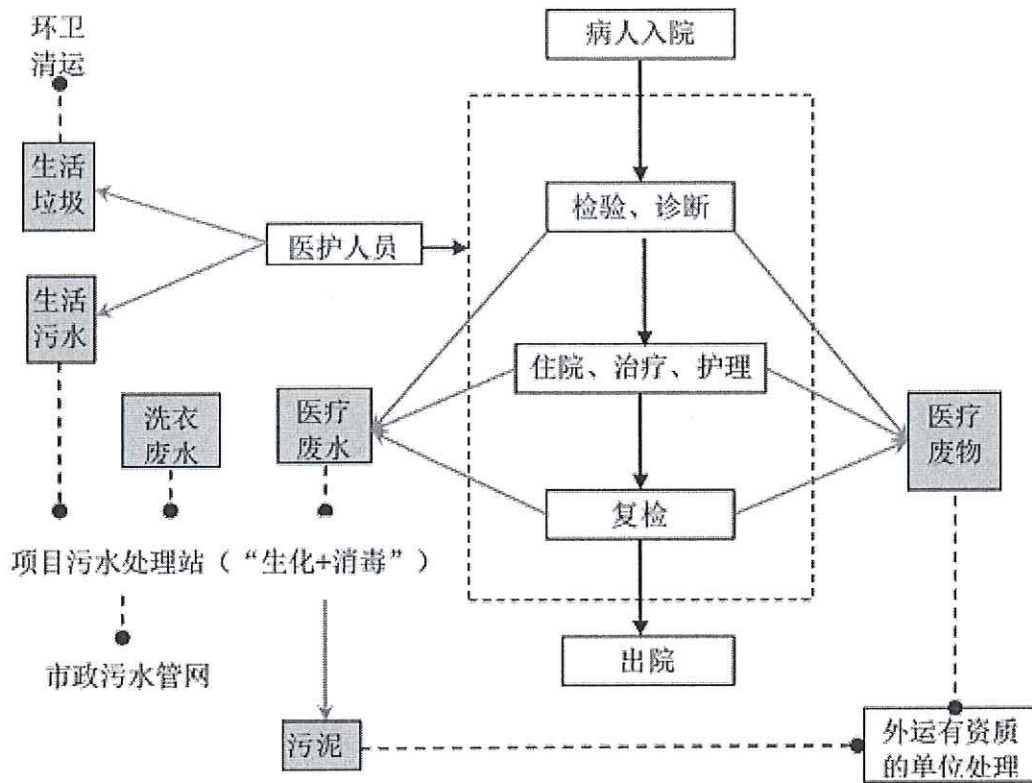 环卫
清运
病人入院
生活
垃圾
检验、诊断
医护人员
生活
污水
住院、治疗、护理
洗衣
废水
医疗
废水
医疗
废物
复检
项目污水处理站（“生化+消毒”）
市政污水管网
出院
污泥
外运有资质
的单位处理